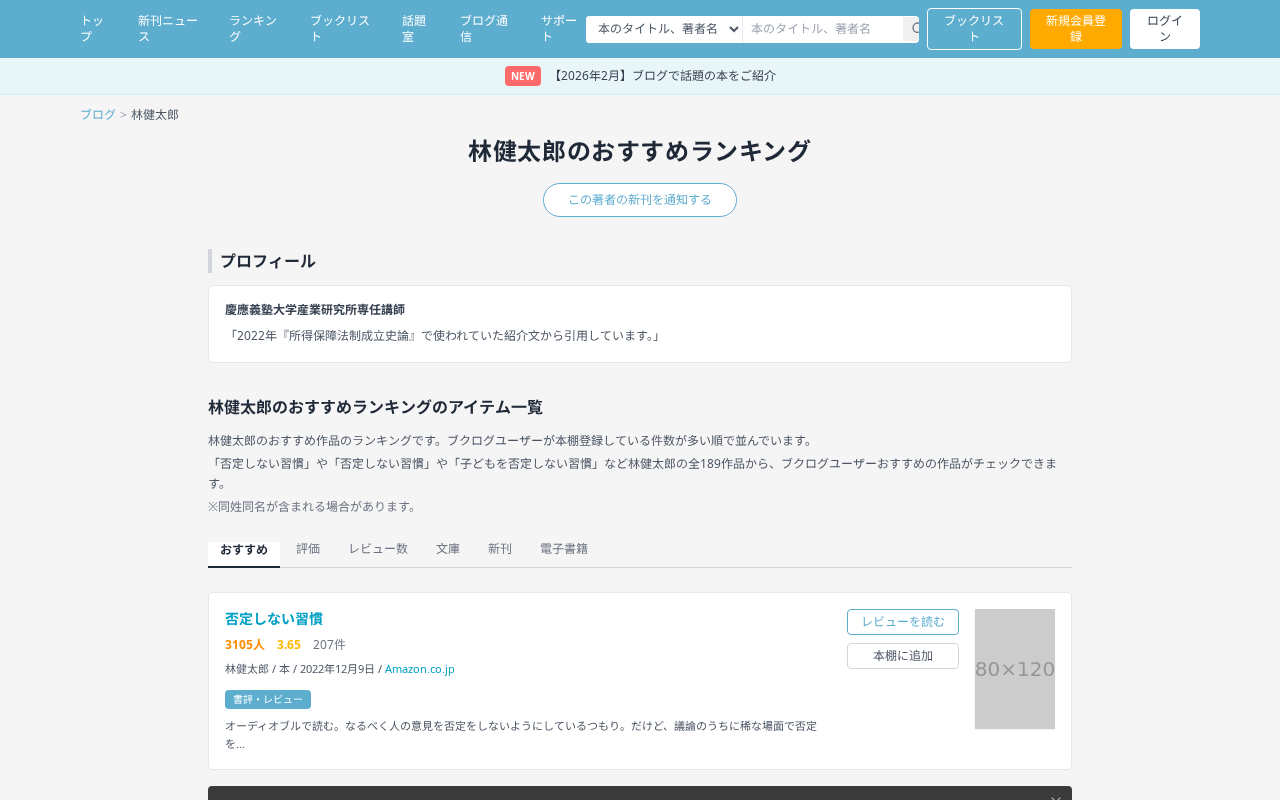 トップ
新刊ニュース
ランキング
ブックリスト
話題室
ブログ通信
サポート
本のタイトル、著者名
本のタイトル、著者名
ブックリスト
新規会員登録
ログイン
NEW 【2026年2月】ブログで話題の本をご紹介
ブログ > 林健太郎
林健太郎のおすすめランキング
この著者の新刊を通知する
プロフィール
慶應義塾大学産業研究所専任講師
「2022年『所得保障法制成立史論』で使われていた紹介文から引用しています。」
林健太郎のおすすめランキングのアイテム一覧
林健太郎のおすすめ作品のランキングです。ブクログユーザーが本棚登録している件数が多い順で並んでいます。
「否定しない習慣」や「否定しない習慣」や「子どもを否定しない習慣」など林健太郎の全189作品から、ブクログユーザーおすすめの作品がチェックできま
す。
※同姓同名が含まれる場合があります。
おすすめ 評価 レビュー数 文庫 新刊 電子書籍
否定しない習慣
3105人 3.65 207件
林健太郎 / 本 / 2022年12月9日 / Amazon.co.jp
書評・レビュー
オーディオブルで読む。なるべく人の意見を否定をしないようにしているつもり。だけど、議論のうちに稀な場面で否定
を...
レビューを読む
本棚に追加
80×120